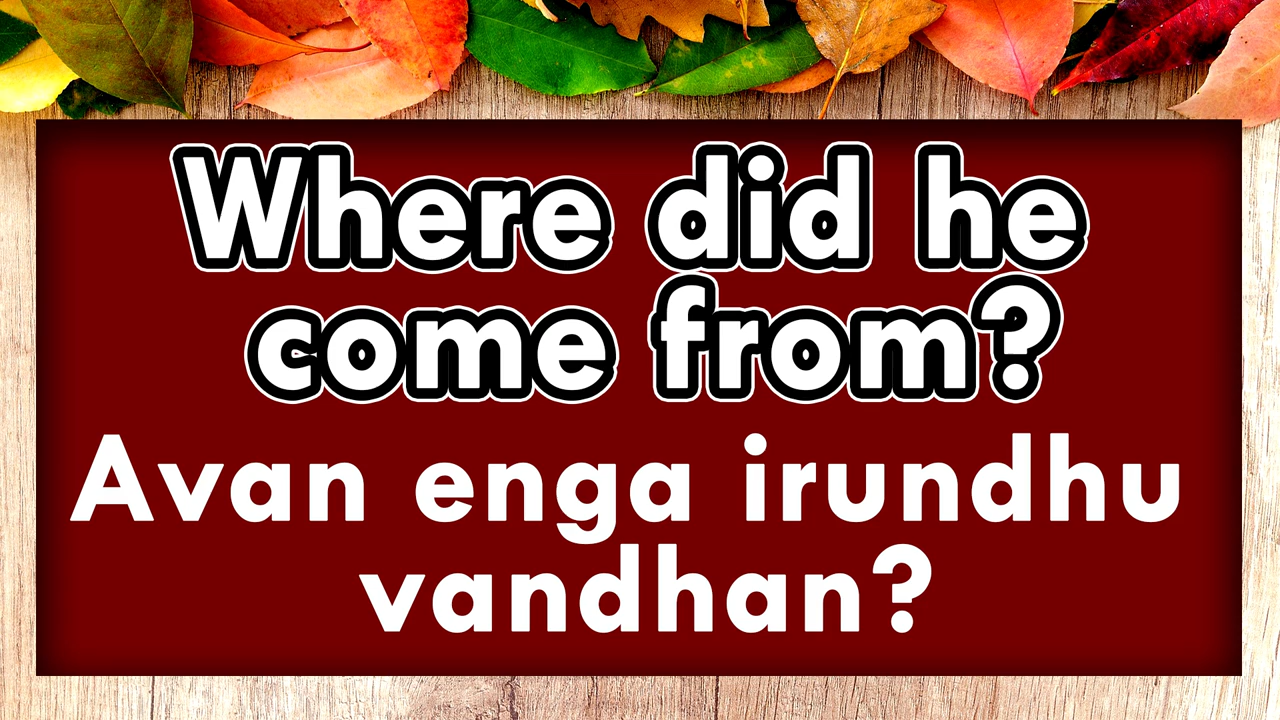 Where did he
come from?
Avan enga irundhu
vandhan?